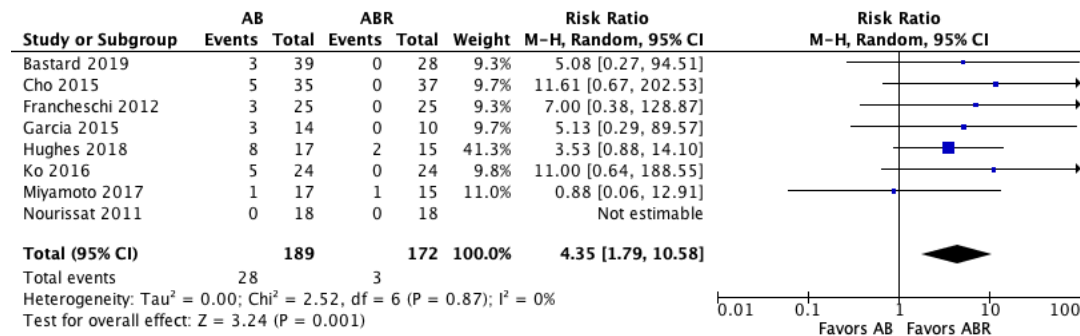 AB ABR Risk Ratio Risk Ratio
Study or Subgroup Events Total Events Total Weight M-H, Random, 95% CI M-H, Random, 95% CI
Bastard 2019 3 39 0 28 9.3% 5.08 [0.27, 94.51]
Cho 2015 5 35 0 37 9.7% 11.61 [0.67, 202.53]
Francheschi 2012 3 25 0 25 9.3% 7.00 [0.38, 128.87]
Garcia 2015 3 14 0 10 9.7% 5.13 [0.29, 89.57]
Hughes 2018 8 17 2 15 41.3% 3.53 [0.88, 14.10]
Ko 2016 5 24 0 24 9.8% 11.00 [0.64, 188.55]
Miyamoto 2017 1 17 1 15 11.0% 0.88 [0.06, 12.91]
Nourissat 2011 0 18 0 18 Not estimable
Total (95% CI) 189 172 100.0% 4.35 [1.79, 10.58]
Total events 28 3
Heterogeneity: Tau² = 0.00; Chi² = 2.52, df = 6 (P = 0.87); I² = 0%
Test for overall effect: Z = 3.24 (P = 0.001)
0.01 0.1 1 10 100
Favors AB Favors ABR